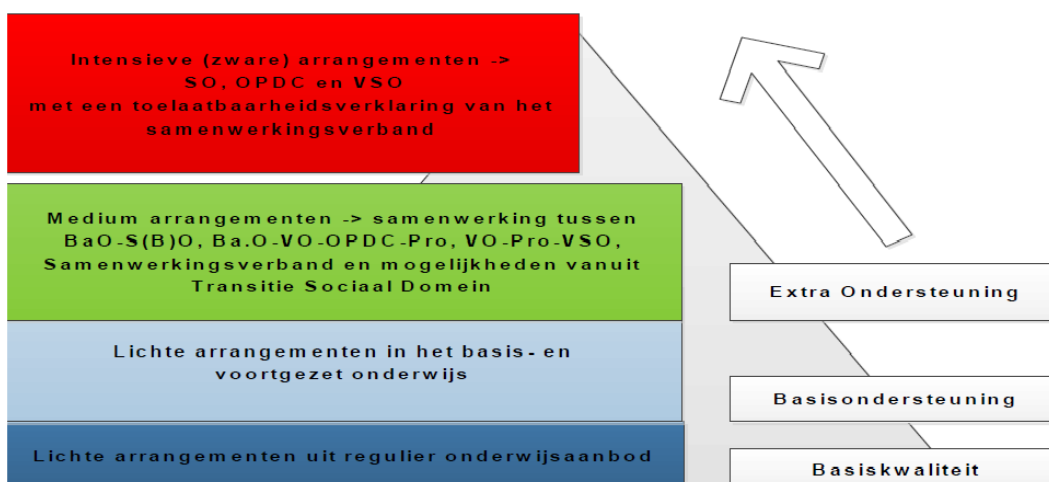 Intensieve (zware) arrangementen ->
SO, OPDC en VSO
met een toelaatbaarheidsverklaring van het
samenwerkingsverband
Medium arrangementen -> samenwerking tussen
BaO-S(B)O, Ba.O-VO-OPDC-Pro, VO-Pro-VSO,
Samenwerkingsverband en mogelijkheden vanuit
Transitie Sociaal Domein
Extra Ondersteuning
Lichte arrangementen in het basis- en
voortgezet onderwijs
Basisondersteuning
Lichte arrangementen uit regulier onderwijsaanbod
Basiskwaliteit